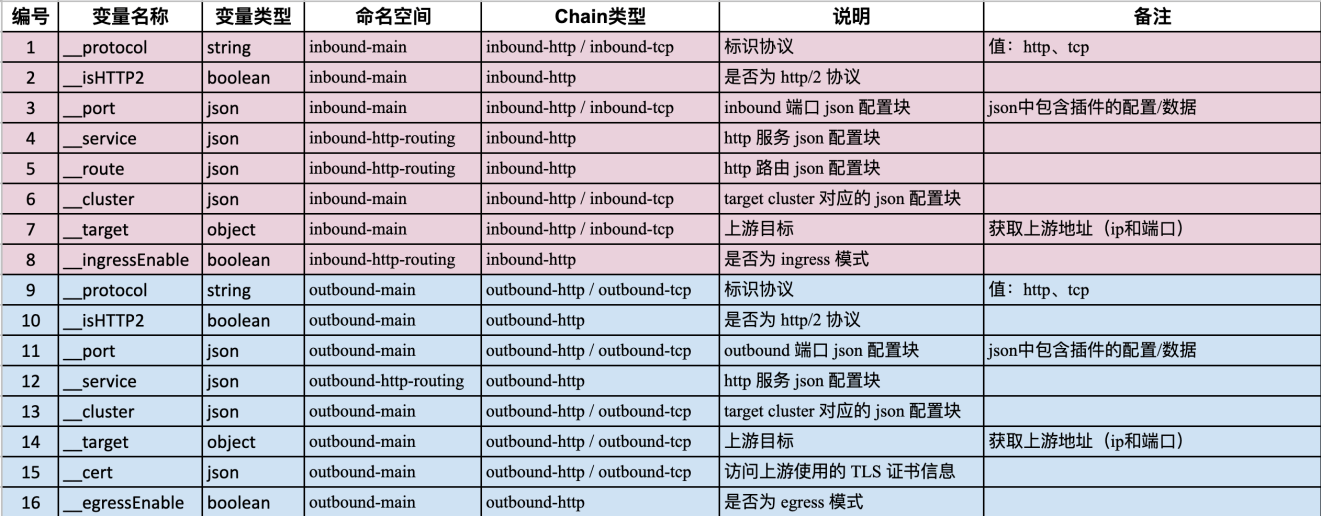 编号 变量名称 变量类型 命名空间 Chain类型 说明 备注
1 __protocol string inbound-main inbound-http / inbound-tcp 标识协议 值：http、tcp
2 __isHTTP2 boolean inbound-main inbound-http 是否为 http/2 协议
3 __port json inbound-main inbound-http / inbound-tcp inbound 端口 json 配置块 json中包含插件的配置/数据
4 __service json inbound-http-routing inbound-http http 服务 json 配置块
5 __route json inbound-http-routing inbound-http http 路由 json 配置块
6 __cluster json inbound-main inbound-http / inbound-tcp target cluster 对应的 json 配置块
7 __target object inbound-main inbound-http / inbound-tcp 上游目标 获取上游地址（ip和端口）
8 __ingressEnable boolean inbound-http-routing inbound-http 是否为 ingress 模式
9 __protocol string outbound-main outbound-http / outbound-tcp 标识协议 值：http、tcp
10 __isHTTP2 boolean outbound-main outbound-http 是否为 http/2 协议
11 __port json outbound-main outbound-http / outbound-tcp outbound 端口 json 配置块 json中包含插件的配置/数据
12 __service json outbound-http-routing outbound-http http 服务 json 配置块
13 __cluster json outbound-main outbound-http / outbound-tcp target cluster 对应的 json 配置块
14 __target object outbound-main outbound-http / outbound-tcp 上游目标 获取上游地址（ip和端口）
15 __cert json outbound-main outbound-http / outbound-tcp 访问上游使用的 TLS 证书信息
16 __egressEnable boolean outbound-main outbound-http 是否为 egress 模式